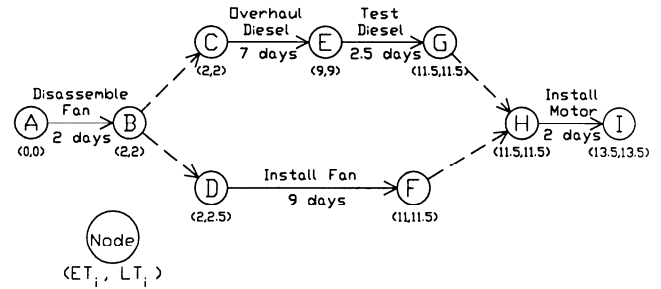 Overhaul
Diesel
7 days
Test
Diesel
2.5 days
C
E
G
(2,2)
(9,9)
(11.5,11.5)
Disassemble
Fan
2 days
A
B
(0,0)
(2,2)
Install
Motor
2 days
H
I
(11.5,11.5)
(13.5,13.5)
Install Fan
9 days
D
F
(2,2.5)
(11,11.5)
Node
(ETi, LTi)